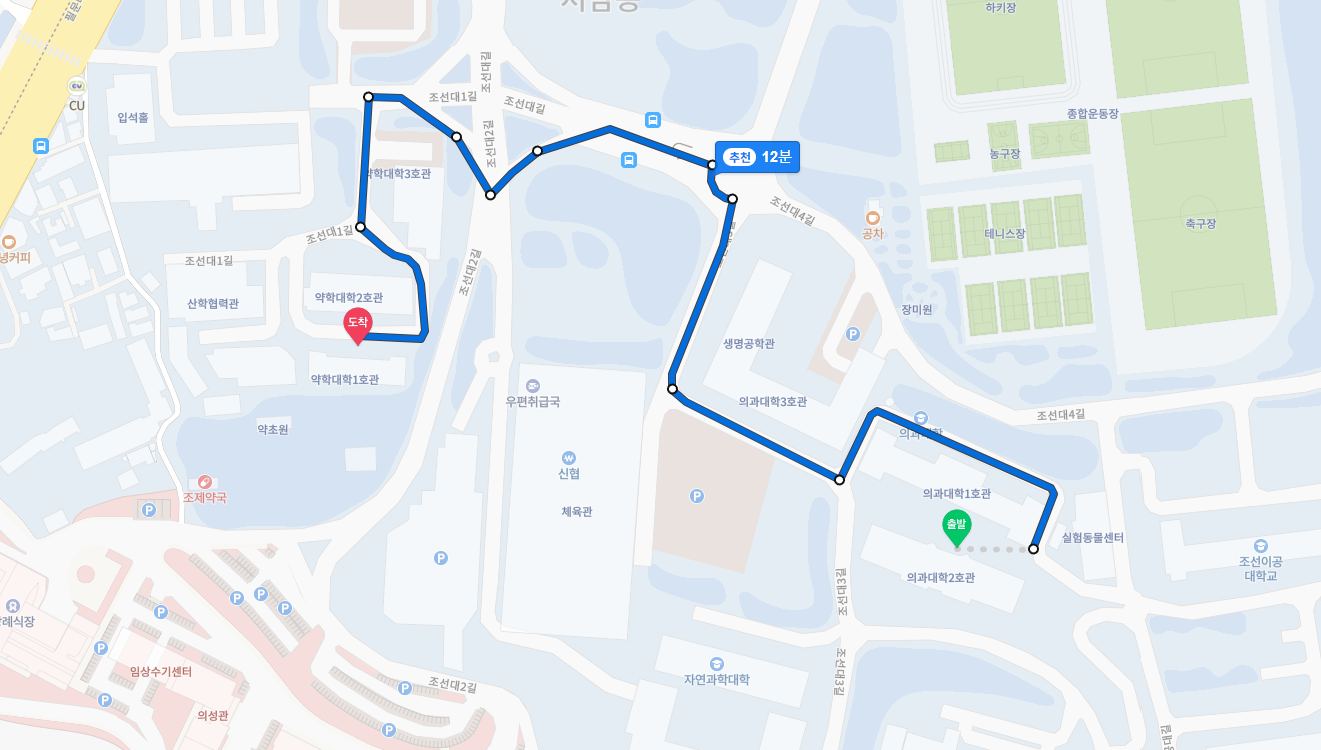 하키장
조선대길
CU
종합운동장
조선대1길
조선대길
입석홀
조선대2길
농구장
추천 12분
약학대학3호관
조선대4길
축구장
공차
테니스장
조선대1길
조선대1길
조선대2길
약학대학2호관
산학협력관
장미원
도착
생명공학관
약학대학1호관
우편취급국
의과대학3호관
조선대4길
약초원
의과대학
신협
조제약국
의과대학1호관
P
P
P
체육관
출발
실험동물센터
P
조선이공
대학교
의과대학2호관
조선대3길
P
P
P
P
P
임상수기센터
자연과학대학
조선대3길
조선대2길
P
P
의성관
P